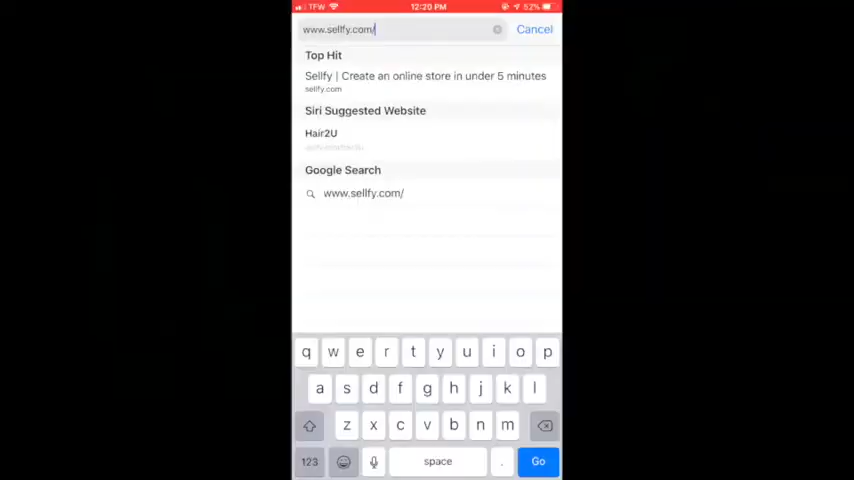 TFW 12:20 PM 52%
www.sellfy.com/ Cancel
Top Hit
Sellfy | Create an online store in under 5 minutes
sellfy.com
Siri Suggested Website
Hair2U
Google Search
www.sellfy.com/
q w e r t y u i o p
a s d f g h j k l
z x c v b n m
123 space . Go